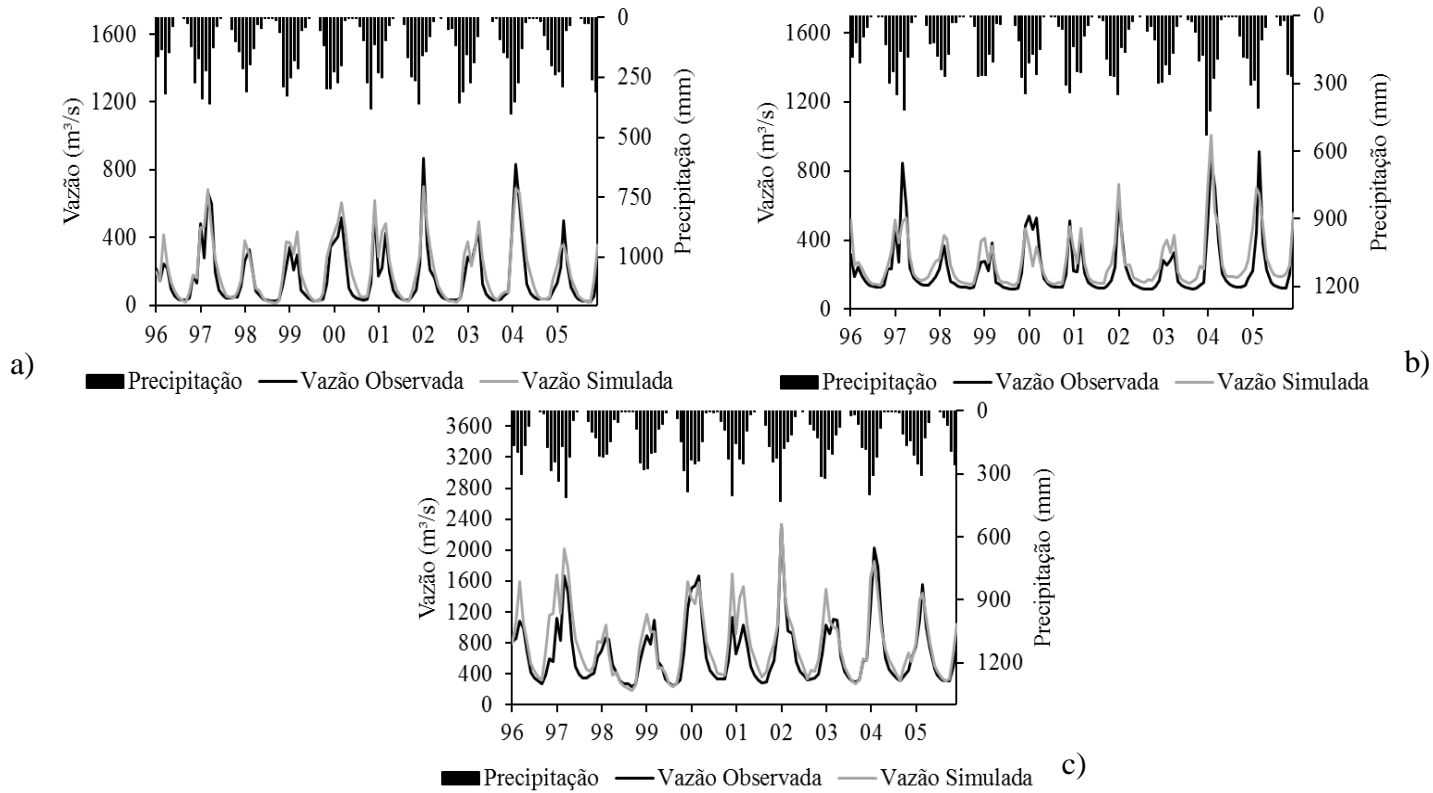 1600
1200
800
400
0
Vazão (m³/s)
0
250
500
750
1000
Precipitação (mm)
96 97 98 99 00 01 02 03 04 05
a)
Precipitação Vazão Observada Vazão Simulada
1600
1200
800
400
0
Vazão (m³/s)
0
300
600
900
1200
Precipitação (mm)
96 97 98 99 00 01 02 03 04 05
Precipitação Vazão Observada Vazão Simulada
b)
3600
3200
2800
2400
2000
1600
1200
800
400
0
Vazão (m³/s)
0
300
600
900
1200
Precipitação (mm)
96 97 98 99 00 01 02 03 04 05
Precipitação Vazão Observada Vazão Simulada
c)